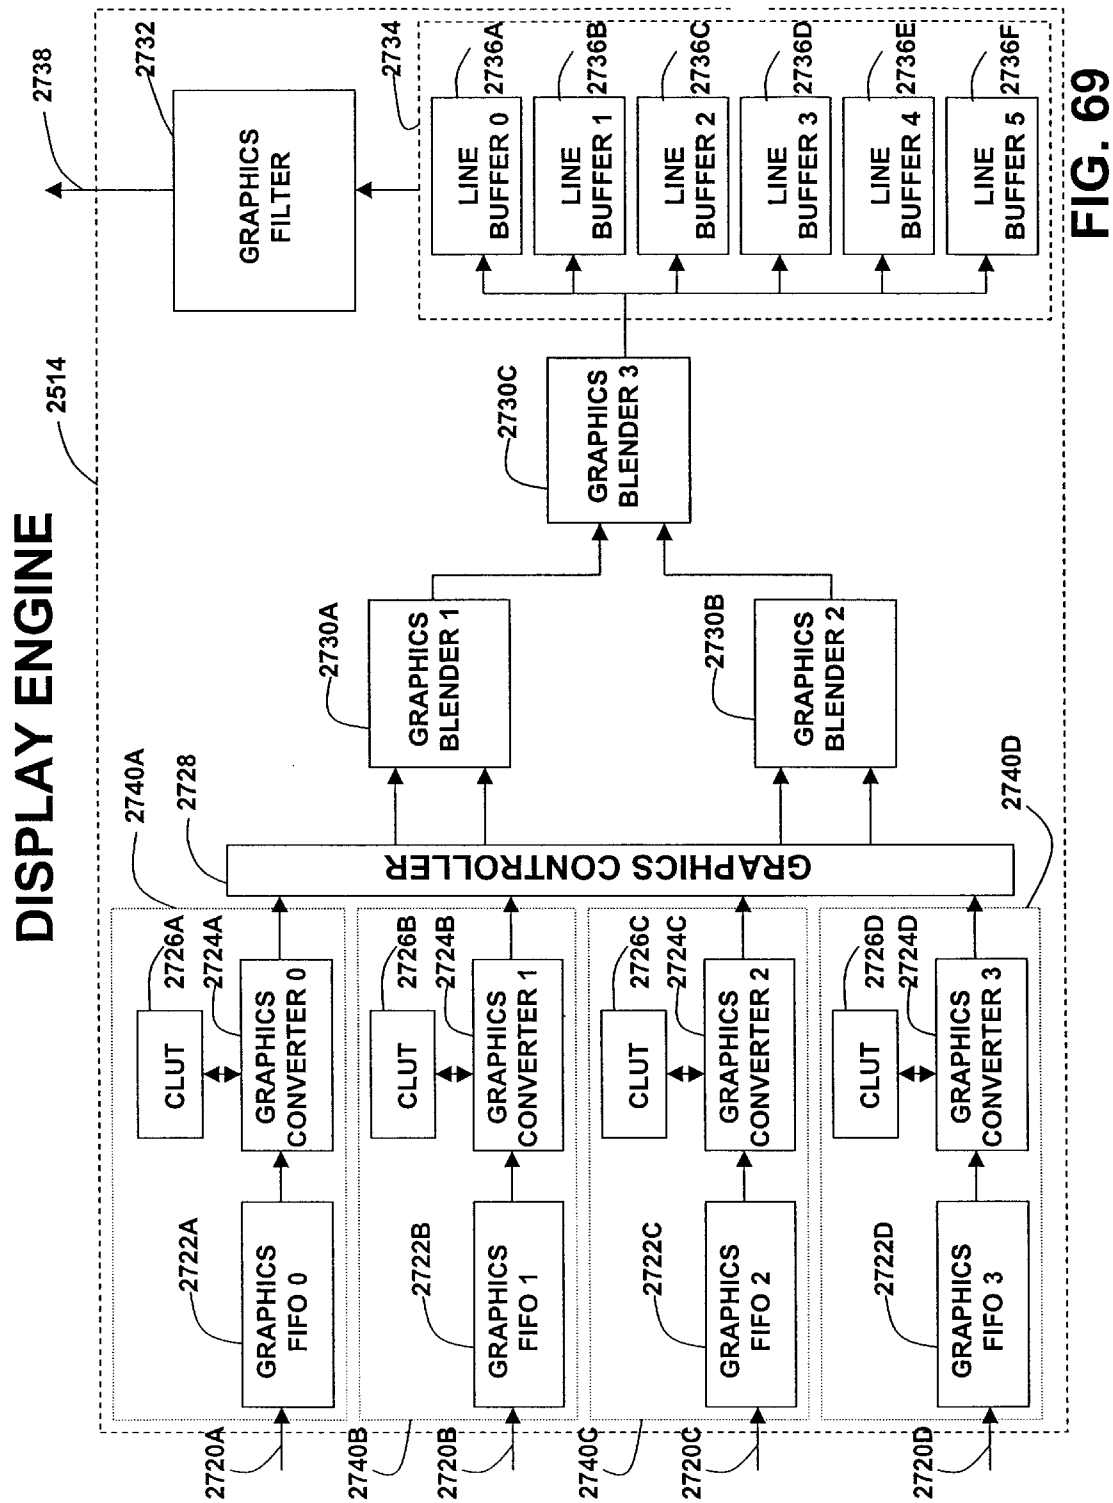 DISPLAY ENGINE
2514
2738
2740A
2726A
2724A
CLUT
2722A
GRAPHICS
FIFO 0
GRAPHICS
CONVERTER 0
2720A
2740B
2726B
2724B
CLUT
2722B
GRAPHICS
FIFO 1
GRAPHICS
CONVERTER 1
2720B
2740C
2726C
2724C
CLUT
2722C
GRAPHICS
FIFO 2
GRAPHICS
CONVERTER 2
2720C
2740D
2726D
2724D
CLUT
2722D
GRAPHICS
FIFO 3
GRAPHICS
CONVERTER 3
2720D
2728
GRAPHICS CONTROLLER
2730A
GRAPHICS
BLENDER 1
2730B
GRAPHICS
BLENDER 2
2730C
GRAPHICS
BLENDER 3
2732
GRAPHICS
FILTER
2734
2736A
LINE
BUFFER 0
2736B
LINE
BUFFER 1
2736C
LINE
BUFFER 2
2736D
LINE
BUFFER 3
2736E
LINE
BUFFER 4
2736F
LINE
BUFFER 5
FIG. 69